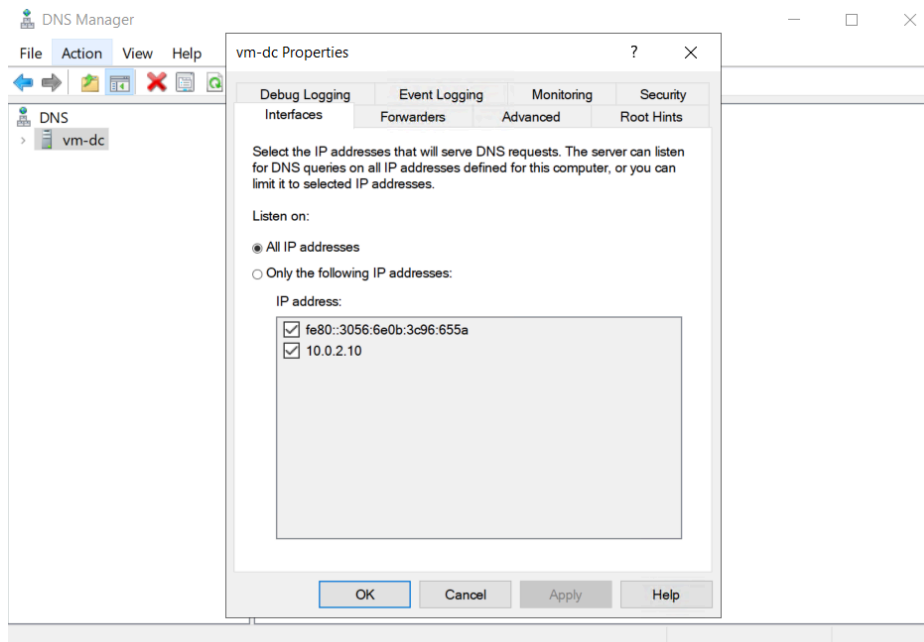 DNS Manager
File Action View Help
DNS
vm-dc
vm-dc Properties
?
Debug Logging Event Logging Monitoring Security
Interfaces Forwarders Advanced Root Hints
Select the IP addresses that will serve DNS requests. The server can listen
for DNS queries on all IP addresses defined for this computer, or you can
limit it to selected IP addresses.
Listen on:
All IP addresses
Only the following IP addresses:
IP address:
fe80::3056:6e0b:3c96:655a
10.0.2.10
OK Cancel Apply Help